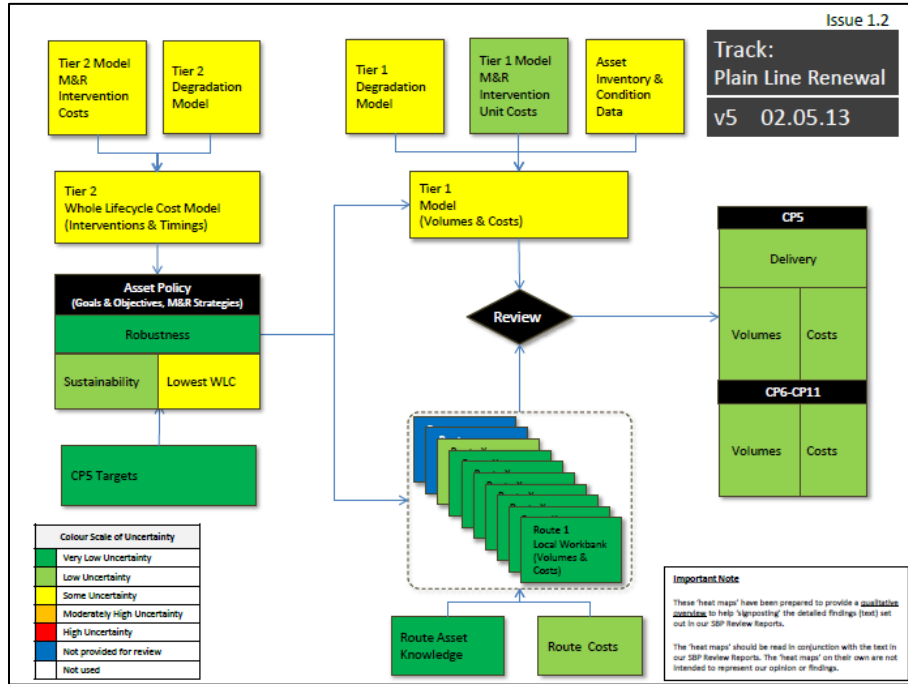 Issue 1.2
Track:
Plain Line Renewal
v5 02.05.13
Tier 2 Model
M&R
Intervention
Costs
Tier 2
Degradation
Model
Tier 1
Degradation
Model
Tier 1 Model
M&R
Intervention
Unit Costs
Asset
Inventory &
Condition
Data
Tier 2
Whole Lifecycle Cost Model
(Interventions & Timings)
Tier 1
Model
(Volumes & Costs)
Asset Policy
(Goals & Objectives, M&R Strategies)
Robustness
Sustainability
Lowest WLC
CP5 Targets
Review
CP5
Delivery
Volumes
Costs
CP6-CP11
Volumes
Costs
Route 1
Local Workbank
(Volumes &
Costs)
Route Asset
Knowledge
Route Costs
Colour Scale of Uncertainty
Very Low Uncertainty
Low Uncertainty
Some Uncertainty
Moderately High Uncertainty
High Uncertainty
Not provided for review
Not used
Important Note
These 'heat maps' have been prepared to provide a qualitative
overview to help 'signposting' the detailed findings (text) set
out in our SBP Review Reports.
The 'heat maps' should be read in conjunction with the text in
our SBP Review Reports. The 'heat maps' on their own are not
intended to represent our opinion or findings.